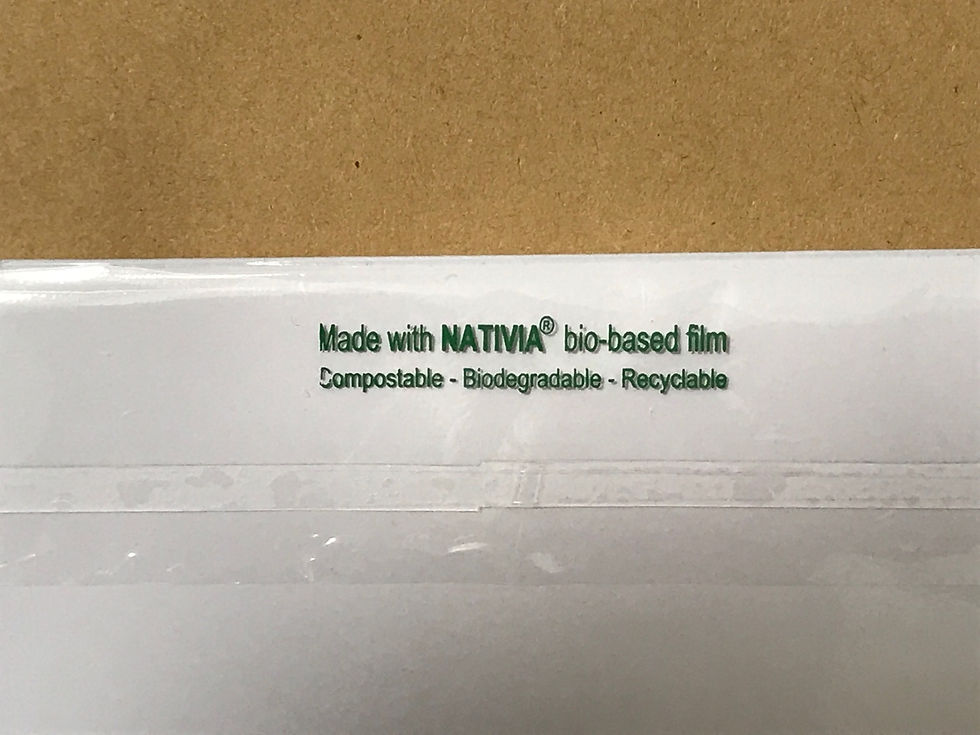 Made with NATIVIA® bio-based film
Compostable - Biodegradable - Recyclable